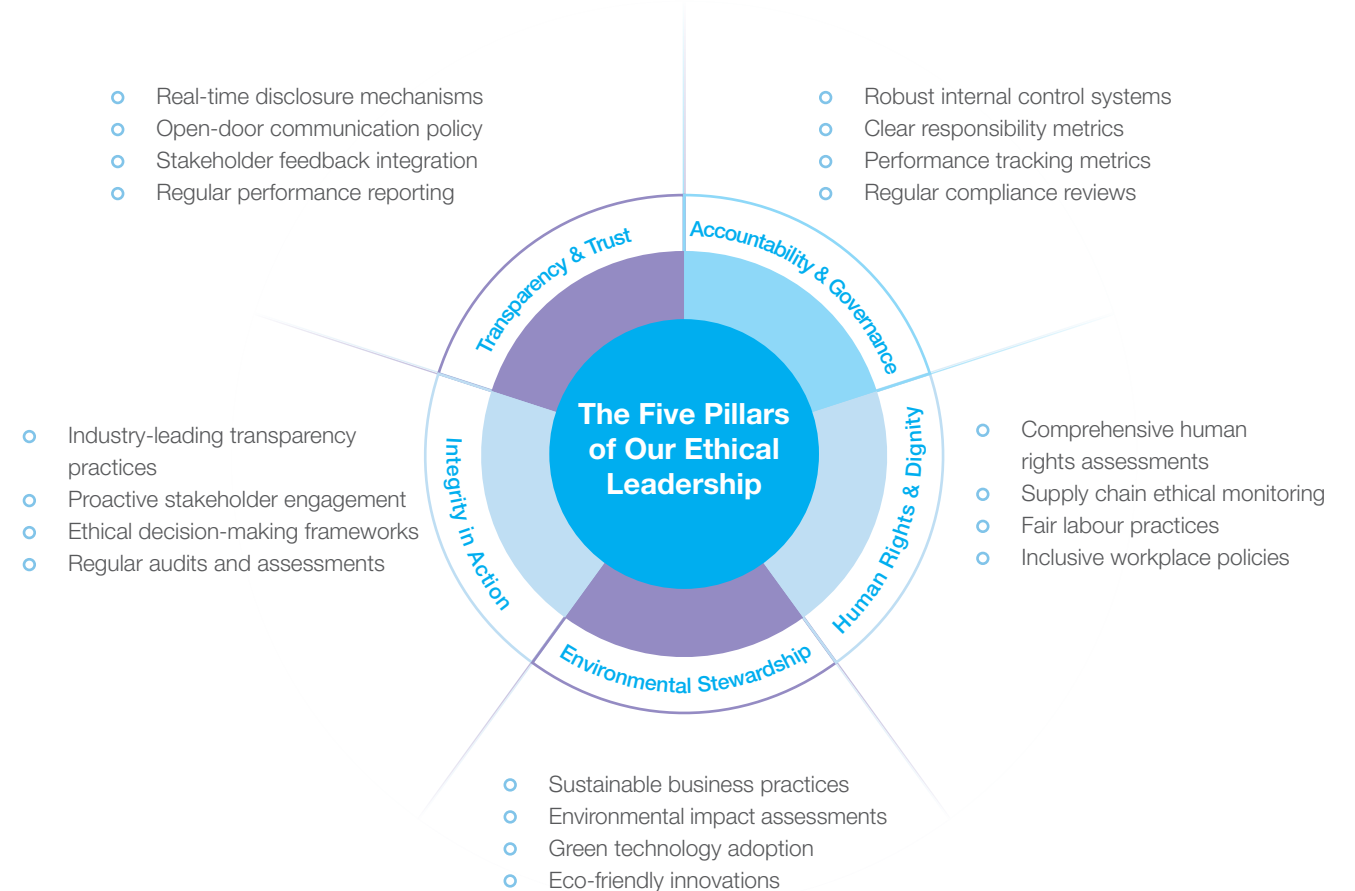 Real-time disclosure mechanisms
Open-door communication policy
Stakeholder feedback integration
Regular performance reporting
Robust internal control systems
Clear responsibility metrics
Performance tracking metrics
Regular compliance reviews
Transparency & Trust
Accountability & Governance
The Five Pillars
of Our Ethical
Leadership
Integrity in Action
Human Rights & Dignity
Environmental Stewardship
Industry-leading transparency
practices
Proactive stakeholder engagement
Ethical decision-making frameworks
Regular audits and assessments
Comprehensive human
rights assessments
Supply chain ethical monitoring
Fair labour practices
Inclusive workplace policies
Sustainable business practices
Environmental impact assessments
Green technology adoption
Eco-friendly innovations